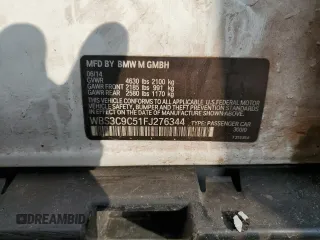 MFD BY BMW M GMBH
06/14
GVWR 4630 lbs 2100 kg
GAWR FRONT 2185 lbs 991 kg
GAWR REAR 2580 lbs 1170 kg
THIS VEHICLE CONFORMS TO ALL APPLICABLE FEDERAL MOTOR
VEHICLE SAFETY, BUMPER, AND THEFT PREVENTION STANDARDS
IN EFFECT ON THE DATE OF MANUFACTURE SHOWN ABOVE.
WBS3C9C51FJ276344 TYPE: PASSENGER CAR
DREAMBID.COM